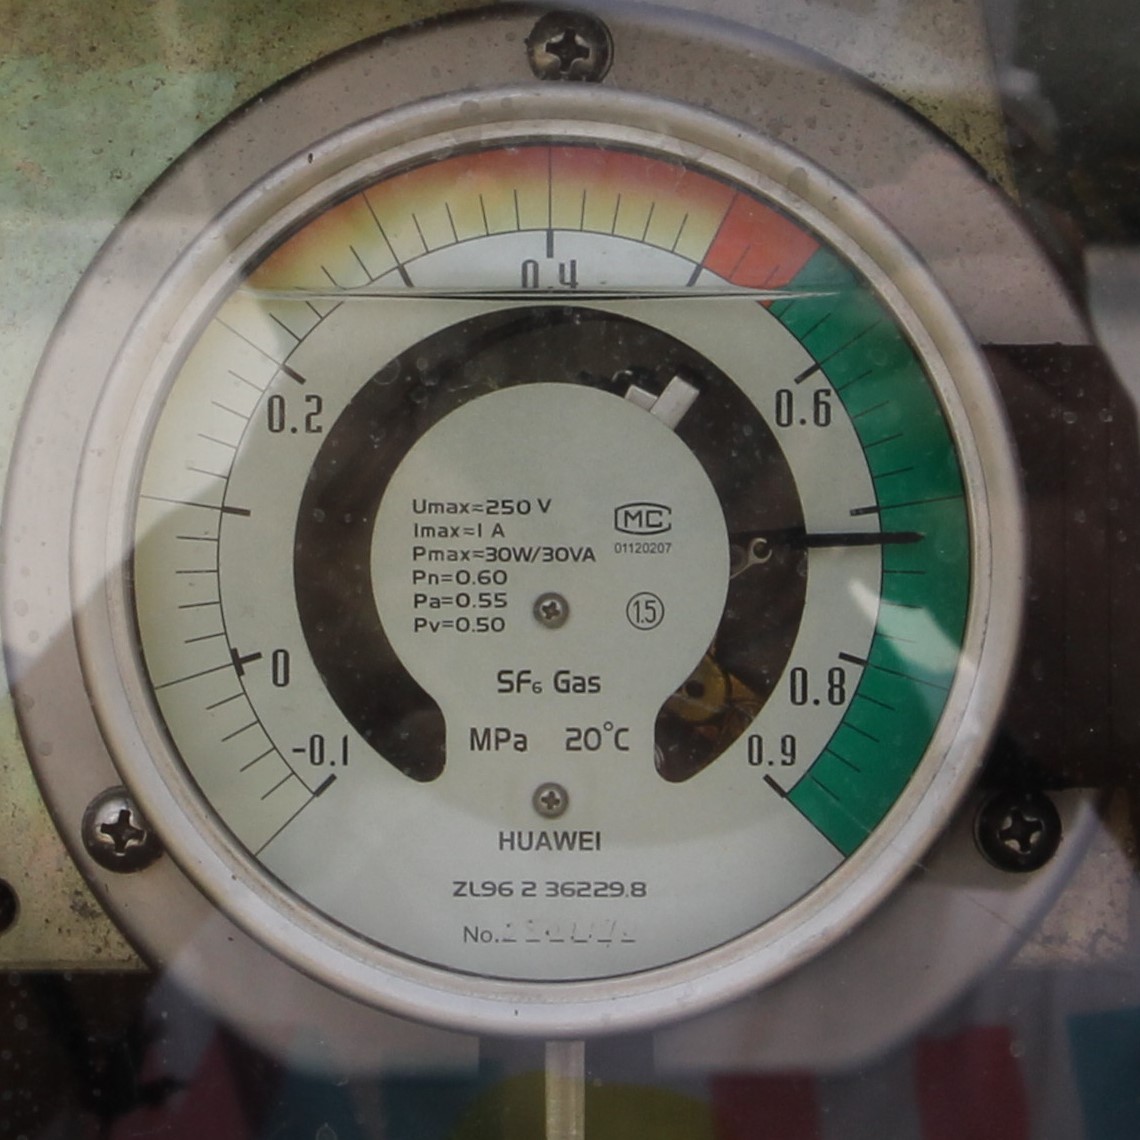 0.4
0.2
0.6
Umax=250 V
Imax=1 A
Pmax=30W/30VA
Pn=0.60
Pa=0.55
Pv=0.50
MC
01120207
1.5
0
SF₆ Gas
0.8
-0.1
MPa 20°C
0.9
HUAWEI
ZL96 2 36229.8
No.